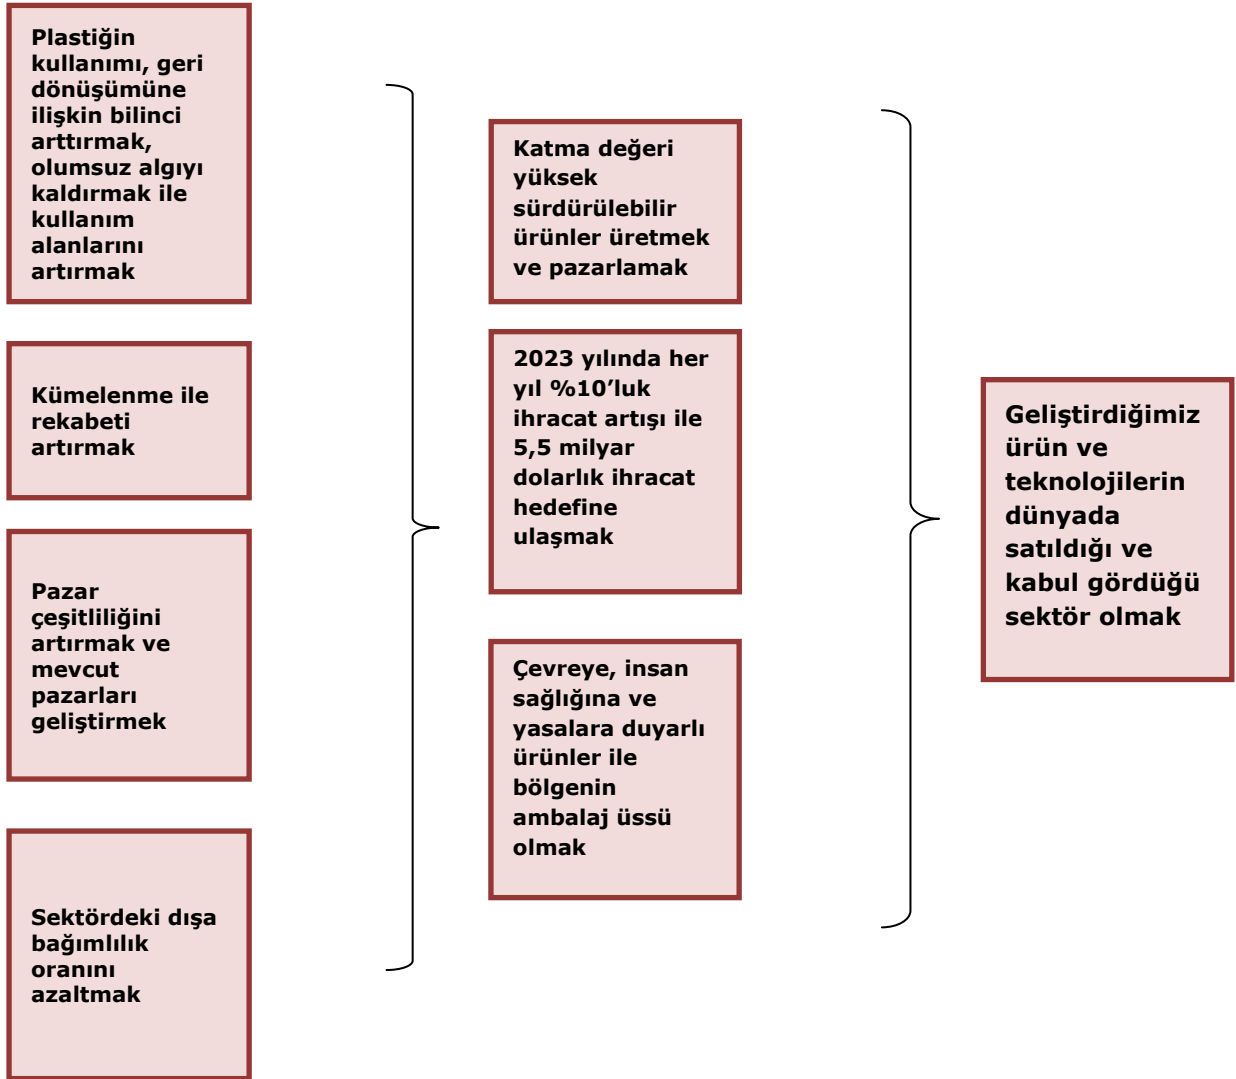 Plastiğin
kullanımı, geri
dönüşümüne
ilişkin bilinci
arttırmak,
olumsuz algıyı
kaldırmak ile
kullanım
alanlarını
artırmak
Kümelenme ile
rekabeti
artırmak
Pazar
çeşitliliğini
artırmak ve
mevcut
pazarları
geliştirmek
Sektördeki dışa
bağımlılık
oranını
azaltmak
Katma değeri
yüksek
sürdürülebilir
ürünler üretmek
ve pazarlamak
2023 yılında her
yıl %10’luk
ihracat artışı ile
5,5 milyar
dolarlık ihracat
hedefine
ulaşmak
Çevreye, insan
sağlığına ve
yasalara duyarlı
ürünler ile
bölgenin
ambalaj üssü
olmak
Geliştirdiğimiz
ürün ve
teknolojilerin
dünyada
satıldığı ve
kabul gördüğü
sektör olmak